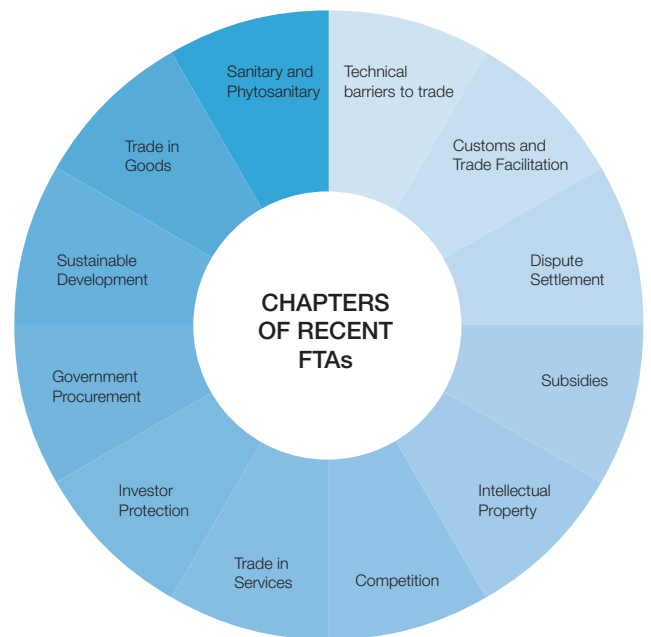 CHAPTERS
OF RECENT
FTAs
Technical
barriers to trade
Customs and
Trade Facilitation
Dispute
Settlement
Subsidies
Intellectual
Property
Competition
Trade in
Services
Investor
Protection
Government
Procurement
Sustainable
Development
Trade in
Goods
Sanitary and
Phytosanitary